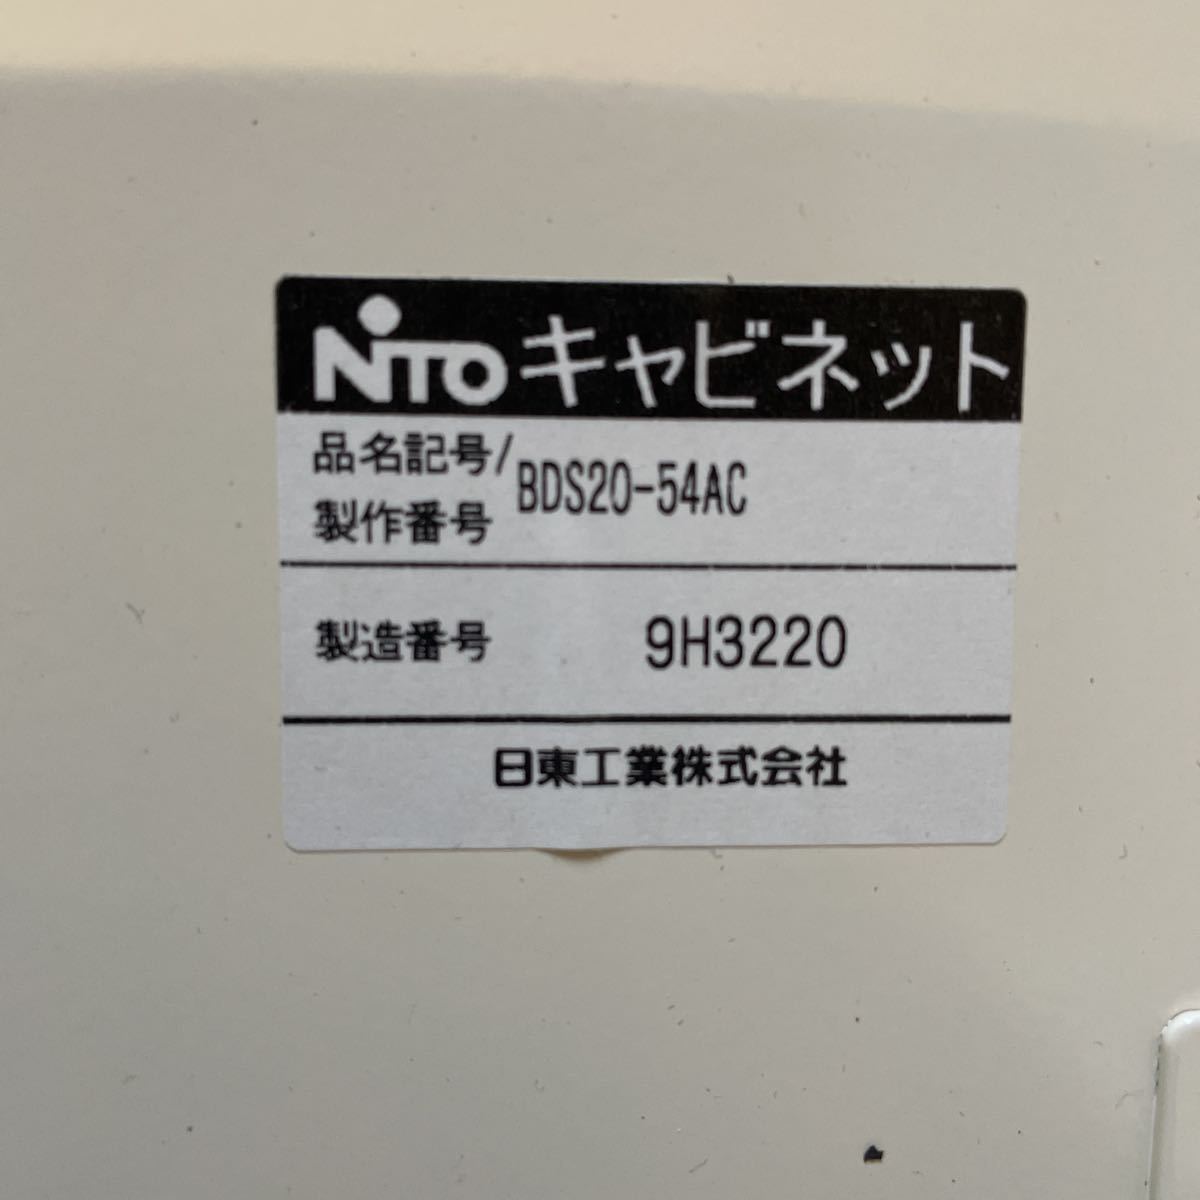 NITOキャビネット
品名記号/
製作番号
BDS20-54AC
製造番号 9H3220
日東工業株式会社